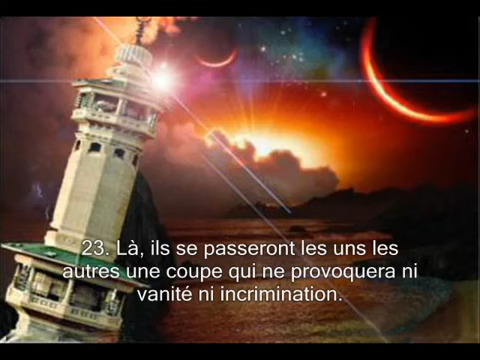 23. Là, ils se passeront les uns les
autres une coupe qui ne provoquera ni
vanité ni incrimination.